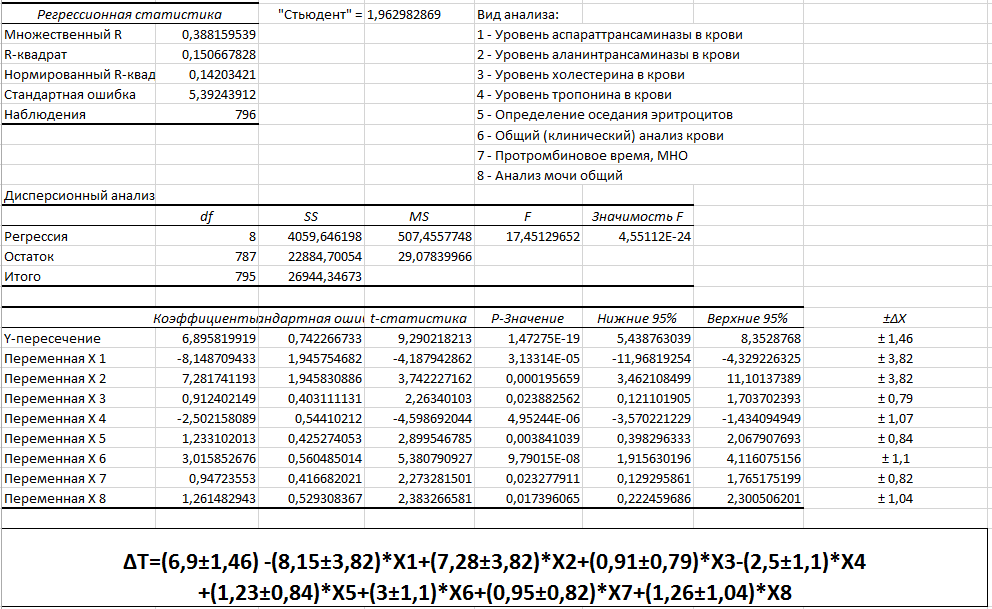 Регрессионная статистика "Стьюдент" = 1,962982869 Вид анализа:
Множественный R 0,388159539 1 - Уровень аспараттрансаминазы в крови
R-квадрат 0,150667828 2 - Уровень аланинтрансаминазы в крови
Нормированный R-квад 0,14203421 3 - Уровень холестерина в крови
Стандартная ошибка 5,39243912 4 - Уровень тропонина в крови
Наблюдения 796 5 - Определение оседания эритроцитов
6 - Общий (клинический) анализ крови
7 - Протромбиновое время, МНО
8 - Анализ мочи общий
Дисперсионный анализ
df SS MS F Значимость F
Регрессия 8 4059,646198 507,4557748 17,45129652 4,55112E-24
Остаток 787 22884,70054 29,07839966
Итого 795 26944,34673
Коэффициенты андартная оши t-статистика P-Значение Нижние 95% Верхние 95% ±ΔX
Y-пересечение 6,895819919 0,742266733 9,290218213 1,47275E-19 5,438763039 8,3528768 ± 1,46
Переменная X 1 -8,148709433 1,945754682 -4,187942862 3,13314E-05 -11,96819254 -4,329226325 ± 3,82
Переменная X 2 7,281741193 1,945830886 3,742227162 0,000195659 3,462108499 11,10137389 ± 3,82
Переменная X 3 0,912402149 0,403111131 2,26340103 0,023882562 0,121101905 1,703702393 ± 0,79
Переменная X 4 -2,502158089 0,54410212 -4,598692044 4,95244E-06 -3,570221229 -1,434094949 ± 1,07
Переменная X 5 1,233102013 0,425274053 2,899546785 0,003841039 0,398296333 2,067907693 ± 0,84
Переменная X 6 3,015852676 0,560485014 5,380790927 9,79015E-08 1,915630196 4,116075156 ± 1,1
Переменная X 7 0,94723553 0,416682021 2,273281501 0,023277911 0,129295861 1,765175199 ± 0,82
Переменная X 8 1,261482943 0,529308367 2,383266581 0,017396065 0,222459686 2,300506201 ± 1,04
ΔT=(6,9±1,46) -(8,15±3,82)*X1+(7,28±3,82)*X2+(0,91±0,79)*X3-(2,5±1,1)*X4
+(1,23±0,84)*X5+(3±1,1)*X6+(0,95±0,82)*X7+(1,26±1,04)*X8